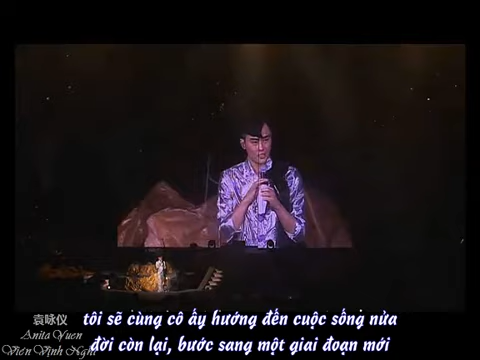 袁咏仪
Anita Yuen
Viên Vịnh Nghi
tôi sẽ cùng cô ấy hướng đến cuộc sống nửa
đời còn lại, bước sang một giai đoạn mới